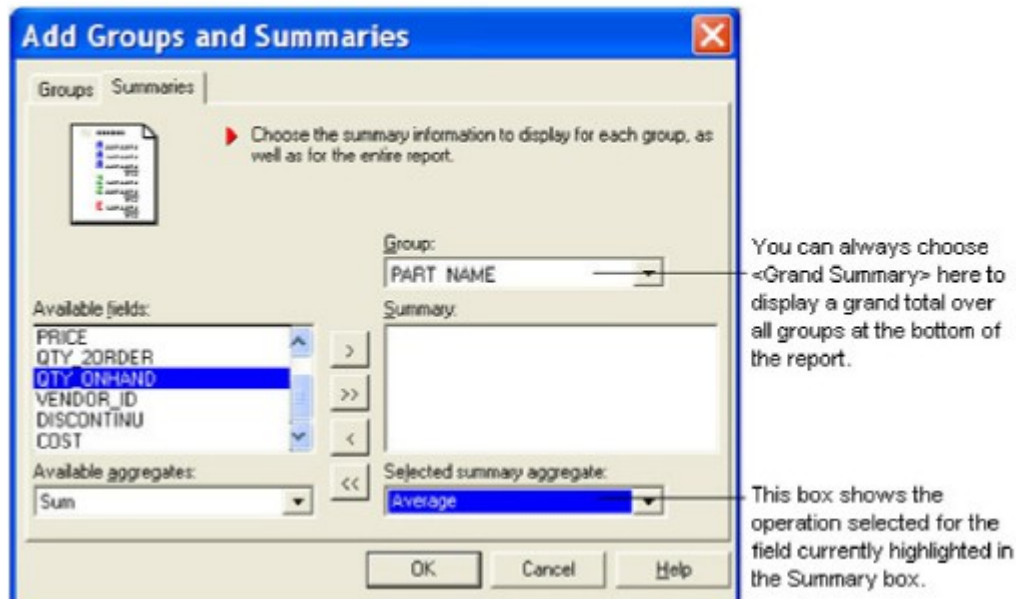 Add Groups and Summaries
Groups Summaries
Choose the summary information to display for each group, as
well as for the entire report.
Group:
PART_NAME
Available fields:
Summary:
PRICE
QTY_2ORDER
QTY_ONHAND
VENDOR_ID
DISCONTINU
COST
>
>>
<
<<
Available aggregates:
Sum
Selected summary aggregate:
Average
OK Cancel Help
You can always choose
<Grand Summary> here to
display a grand total over
all groups at the bottom of
the report.
This box shows the
operation selected for the
field currently highlighted in
the Summary box.